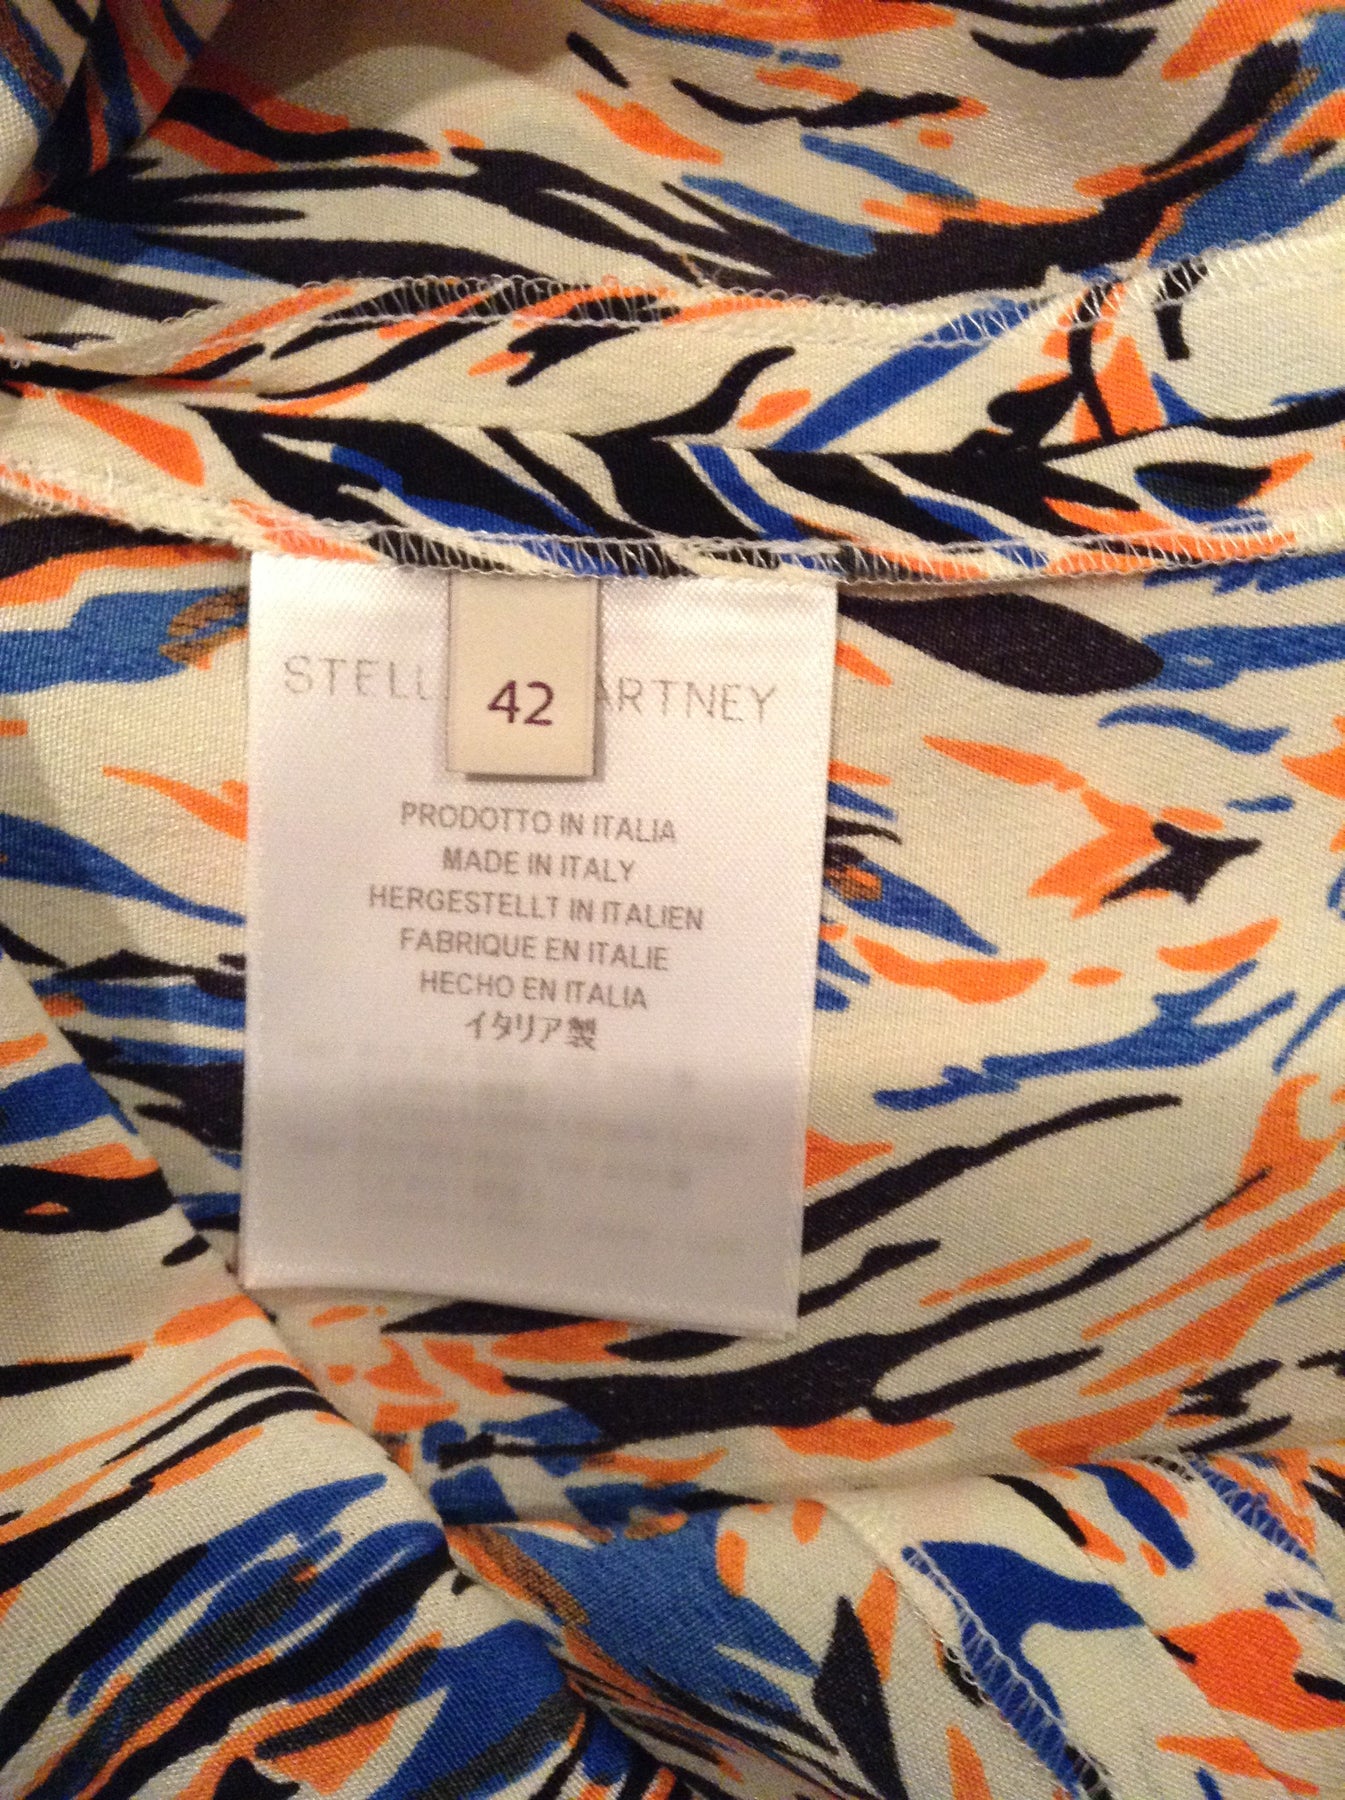 STELL ARTNEY
42
PRODOTTO IN ITALIA
MADE IN ITALY
HERGESTELLT IN ITALIEN
FABRIQUE EN ITALIE
HECHO EN ITALIA
イタリア製